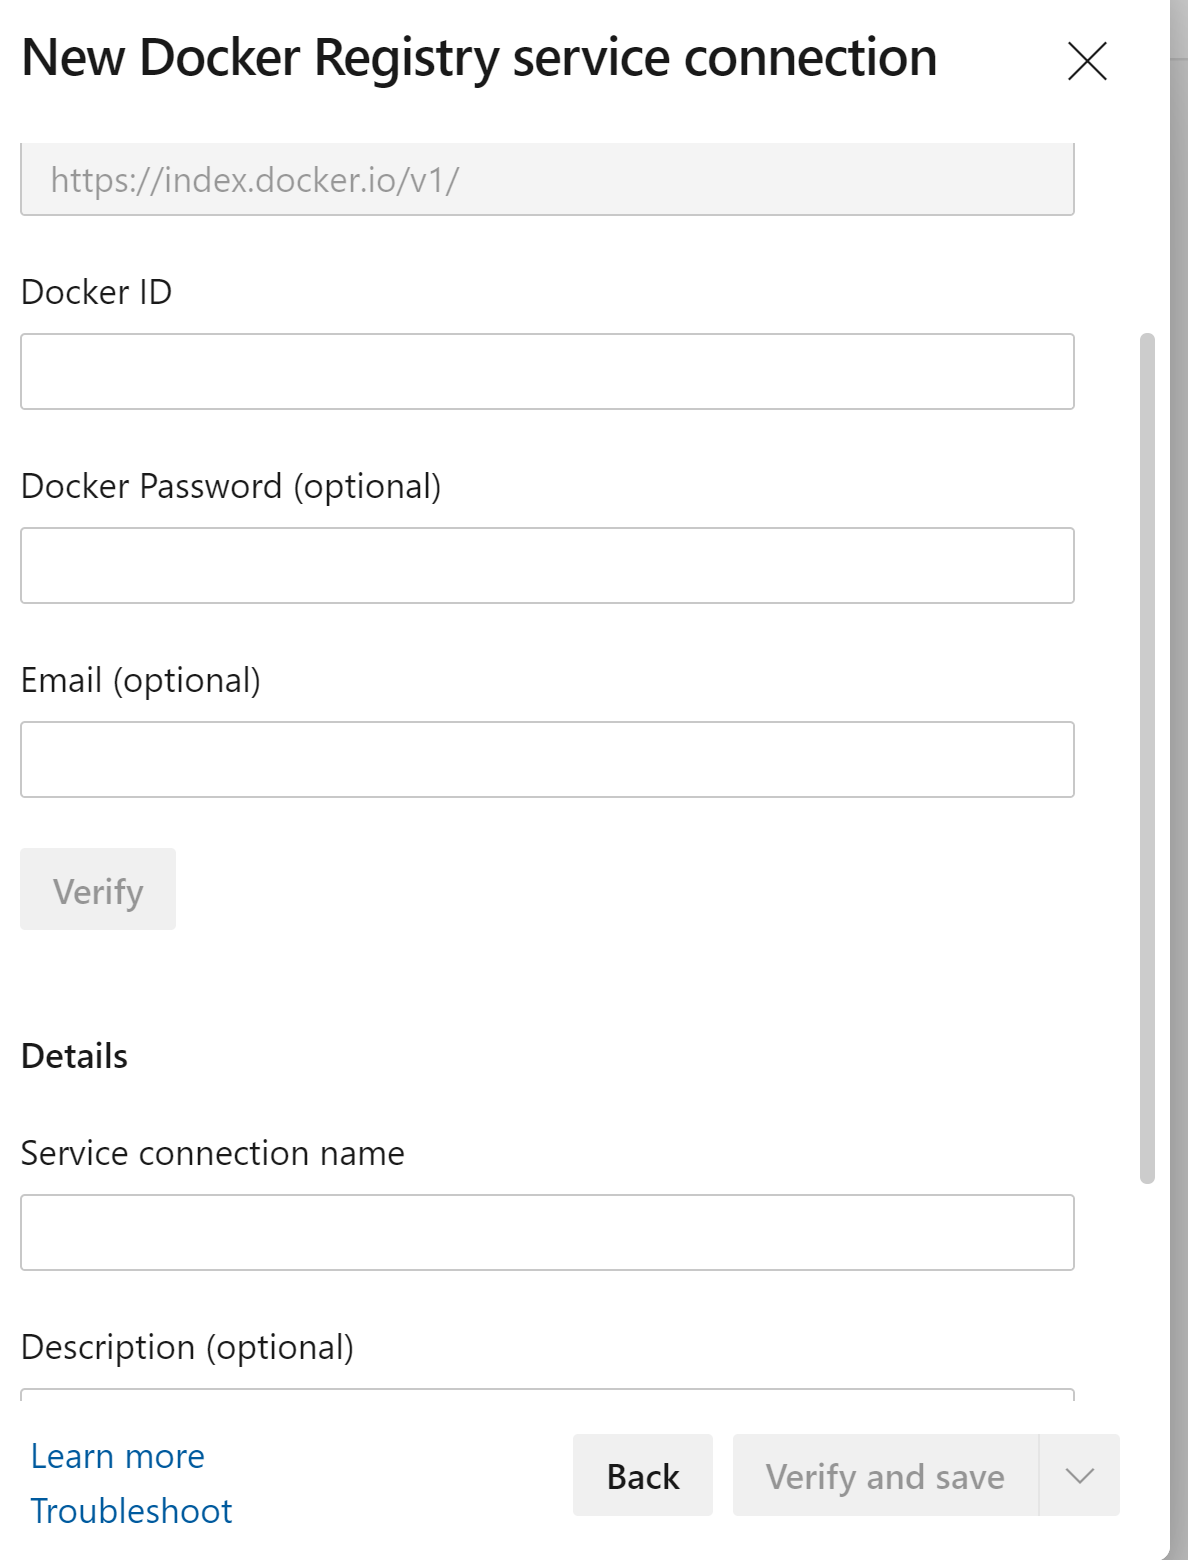 New Docker Registry service connection
https://index.docker.io/v1/
Docker ID
Docker Password (optional)
Email (optional)
Verify
Details
Service connection name
Description (optional)
Learn more
Troubleshoot
Back
Verify and save